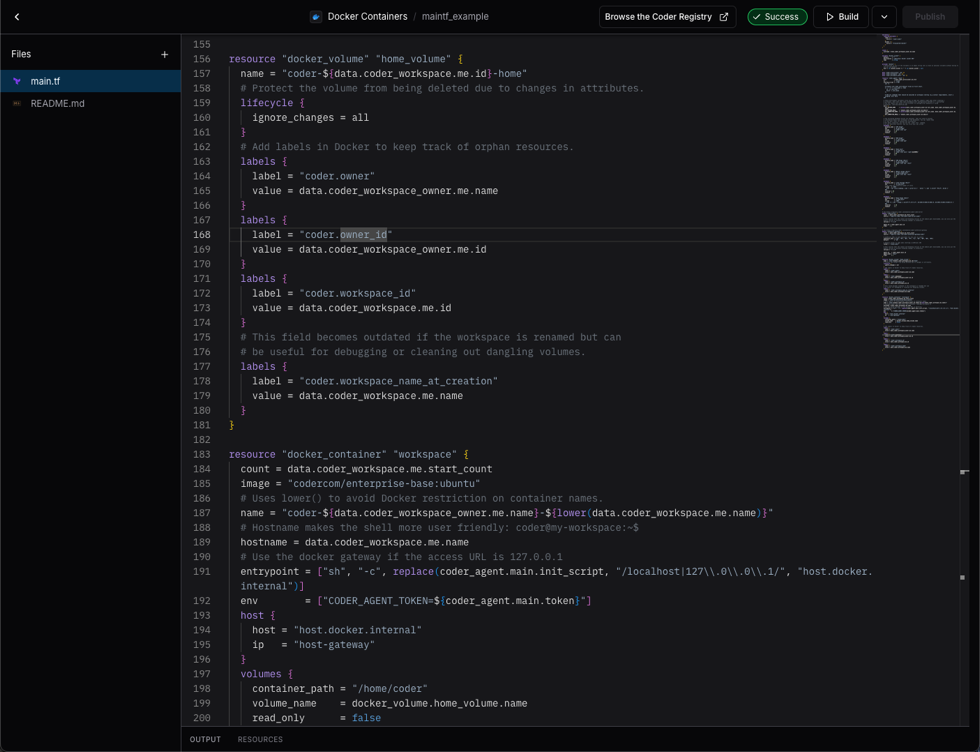 Docker Containers / maintf_example
Browse the Coder Registry
Success
Build
Publish
Files
main.tf
README.md
155
156 resource "docker_volume" "home_volume" {
157 name = "coder-${data.coder_workspace.me.id}-home"
158 # Protect the volume from being deleted due to changes in attributes.
159 lifecycle {
160 ignore_changes = all
161 }
162 # Add labels in Docker to keep track of orphan resources.
163 labels {
164 label = "coder.owner"
165 value = data.coder_workspace_owner.me.name
166 }
167 labels {
168 label = "coder.owner_id"
169 value = data.coder_workspace_owner.me.id
170 }
171 labels {
172 label = "coder.workspace_id"
173 value = data.coder_workspace.me.id
174 }
175 # This field becomes outdated if the workspace is renamed but can
176 # be useful for debugging or cleaning out dangling volumes.
177 labels {
178 label = "coder.workspace_name_at_creation"
179 value = data.coder_workspace.me.name
180 }
181 }
182
183 resource "docker_container" "workspace" {
184 count = data.coder_workspace.me.start_count
185 image = "codercom/enterprise-base:ubuntu"
186 # Uses lower() to avoid Docker restriction on container names.
187 name = "coder-${data.coder_workspace_owner.me.name}-${lower(data.coder_workspace.me.name)}"
188 # Hostname makes the shell more user friendly: coder@my-workspace:~$
189 hostname = data.coder_workspace.me.name
190 # Use the docker gateway if the access URL is 127.0.0.1
191 entrypoint = ["sh", "-c", replace(coder_agent.main.init_script, "/localhost|127\\.0\\.0\\.1/", "host.docker.
internal")]
192 env = ["CODER_AGENT_TOKEN=${coder_agent.main.token}"]
193 host {
194 host = "host.docker.internal"
195 ip = "host-gateway"
196 }
197 volumes {
198 container_path = "/home/coder"
199 volume_name = docker_volume.home_volume.name
200 read_only = false
OUTPUT RESOURCES